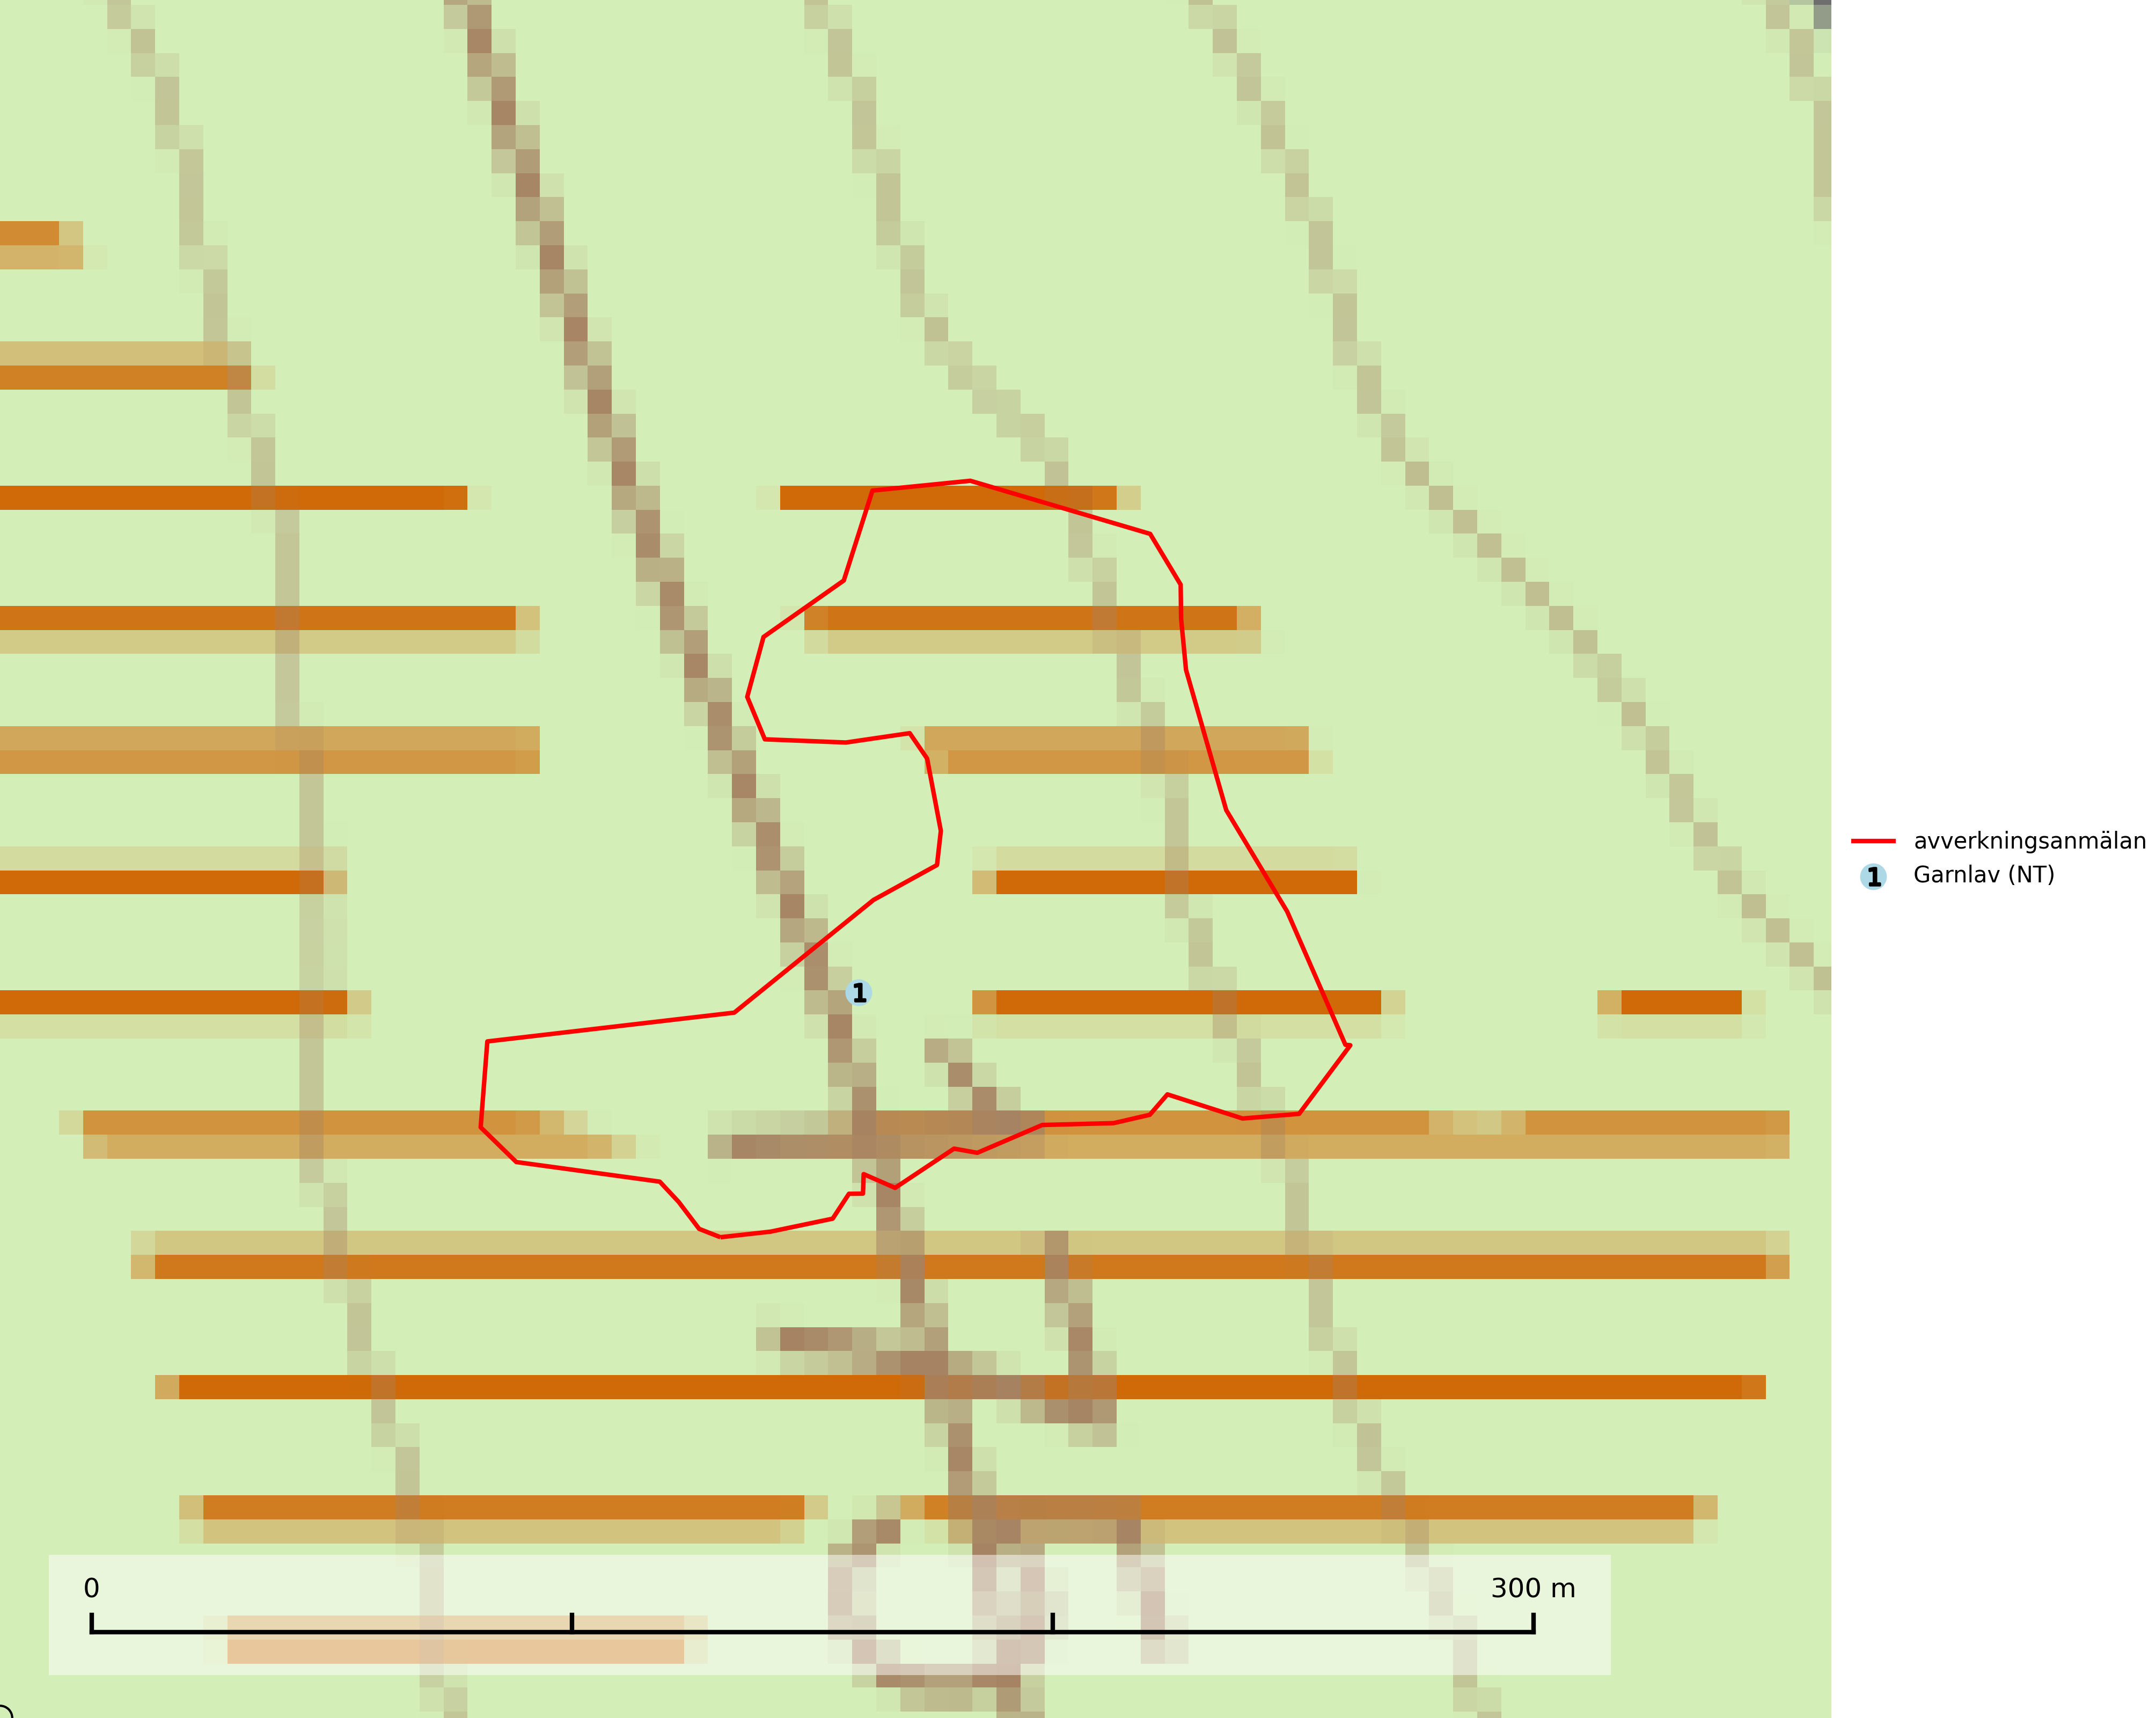 avverkningsanmälan
1 Garnlav (NT)
1
0 300 m